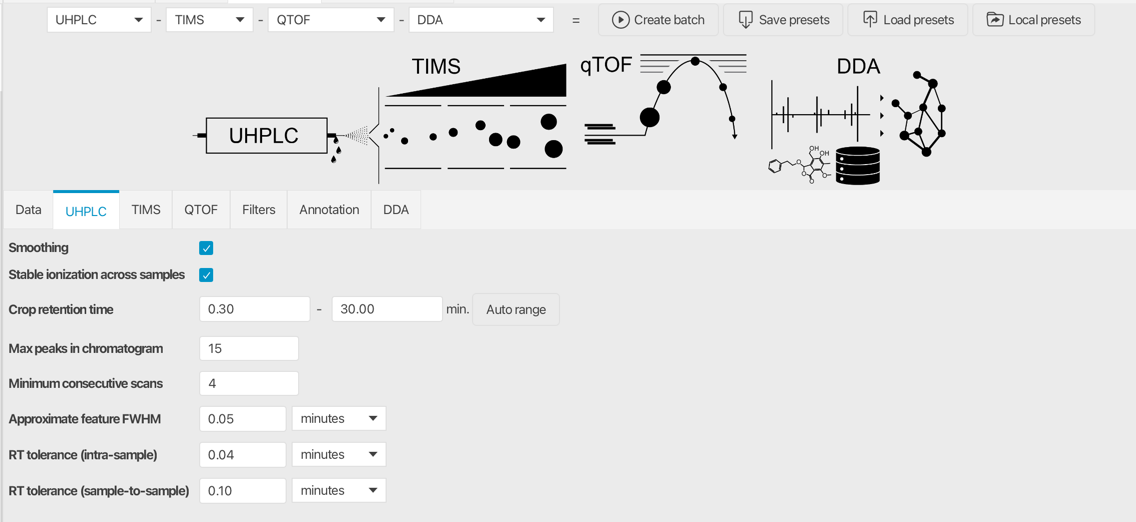 UHPLC - TIMS - QTOF - DDA = Create batch Save presets Load presets Local presets
TIMS qTOF DDA
UHPLC
OH
OH
O
O
O
O
Data UHPLC TIMS QTOF Filters Annotation DDA
Smoothing
Stable ionization across samples
Crop retention time 0.30 - 30.00 min. Auto range
Max peaks in chromatogram 15
Minimum consecutive scans 4
Approximate feature FWHM 0.05 minutes
RT tolerance (intra-sample) 0.04 minutes
RT tolerance (sample-to-sample) 0.10 minutes